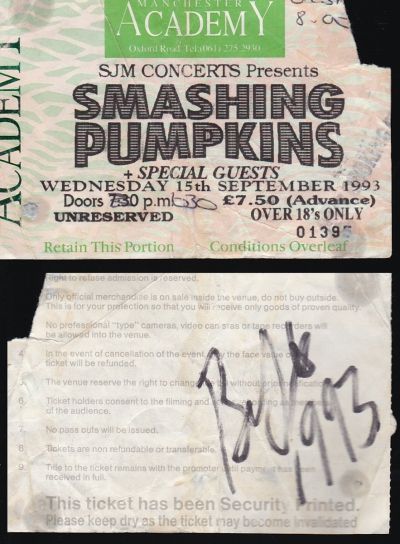 MANCHESTER
ACADEMY
Oxford Road Tel:(061) 275 2930
ACADEMY
SJM CONCERTS Presents
SMASHING
PUMPKINS
+ SPECIAL GUESTS
WEDNESDAY 15th SEPTEMBER 1993
Doors 7.30 p.m. 6.30 £7.50 (Advance)
UNRESERVED OVER 18's ONLY
01395
Retain This Portion Conditions Overleaf
Right to refuse admission is reserved.
Only official merchandise is on sale inside the venue, do not buy outside.
This is for your protection so that you will receive only goods of proven quality.
No professional "type" cameras, video cameras or tape recorders will
be allowed into the venue.
4. In the event of cancellation of the event only the face value of
ticket will be refunded.
The venue reserve the right to change without prior notification
6. Ticket holders consent to the filming and recording as members
of the audience.
7. No pass outs will be issued.
8. Tickets are non refundable or transferable.
9. Title to the ticket remains with the promoter until payment has been
received in full.
1993
This ticket has been Security Printed.
Please keep dry as the ticket may become invalidated